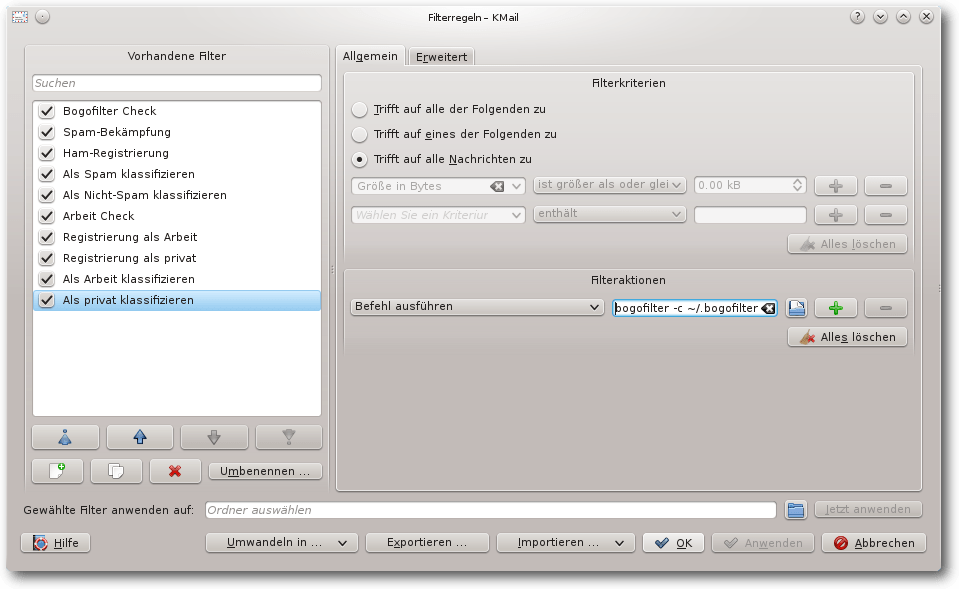 Filterregeln – KMail
Vorhandene Filter
Suchen
Bogofilter Check
Spam-Bekämpfung
Ham-Registrierung
Als Spam klassifizieren
Als Nicht-Spam klassifizieren
Arbeit Check
Registrierung als Arbeit
Registrierung als privat
Als Arbeit klassifizieren
Als privat klassifizieren
Umbenennen ...
Allgemein Erweitert
Filterkriterien
Trifft auf alle der Folgenden zu
Trifft auf eines der Folgenden zu
Trifft auf alle Nachrichten zu
Größe in Bytes ist größer als oder glei 0.00 kB
Wählen Sie ein Kriteriur enthält
Alles löschen
Filteraktionen
Befehl ausführen bogofilter -c ~/.bogofilter
Alles löschen
Gewählte Filter anwenden auf: Ordner auswählen Jetzt anwenden
Hilfe Umwandeln in ... Exportieren ... Importieren ... OK Anwenden Abbrechen